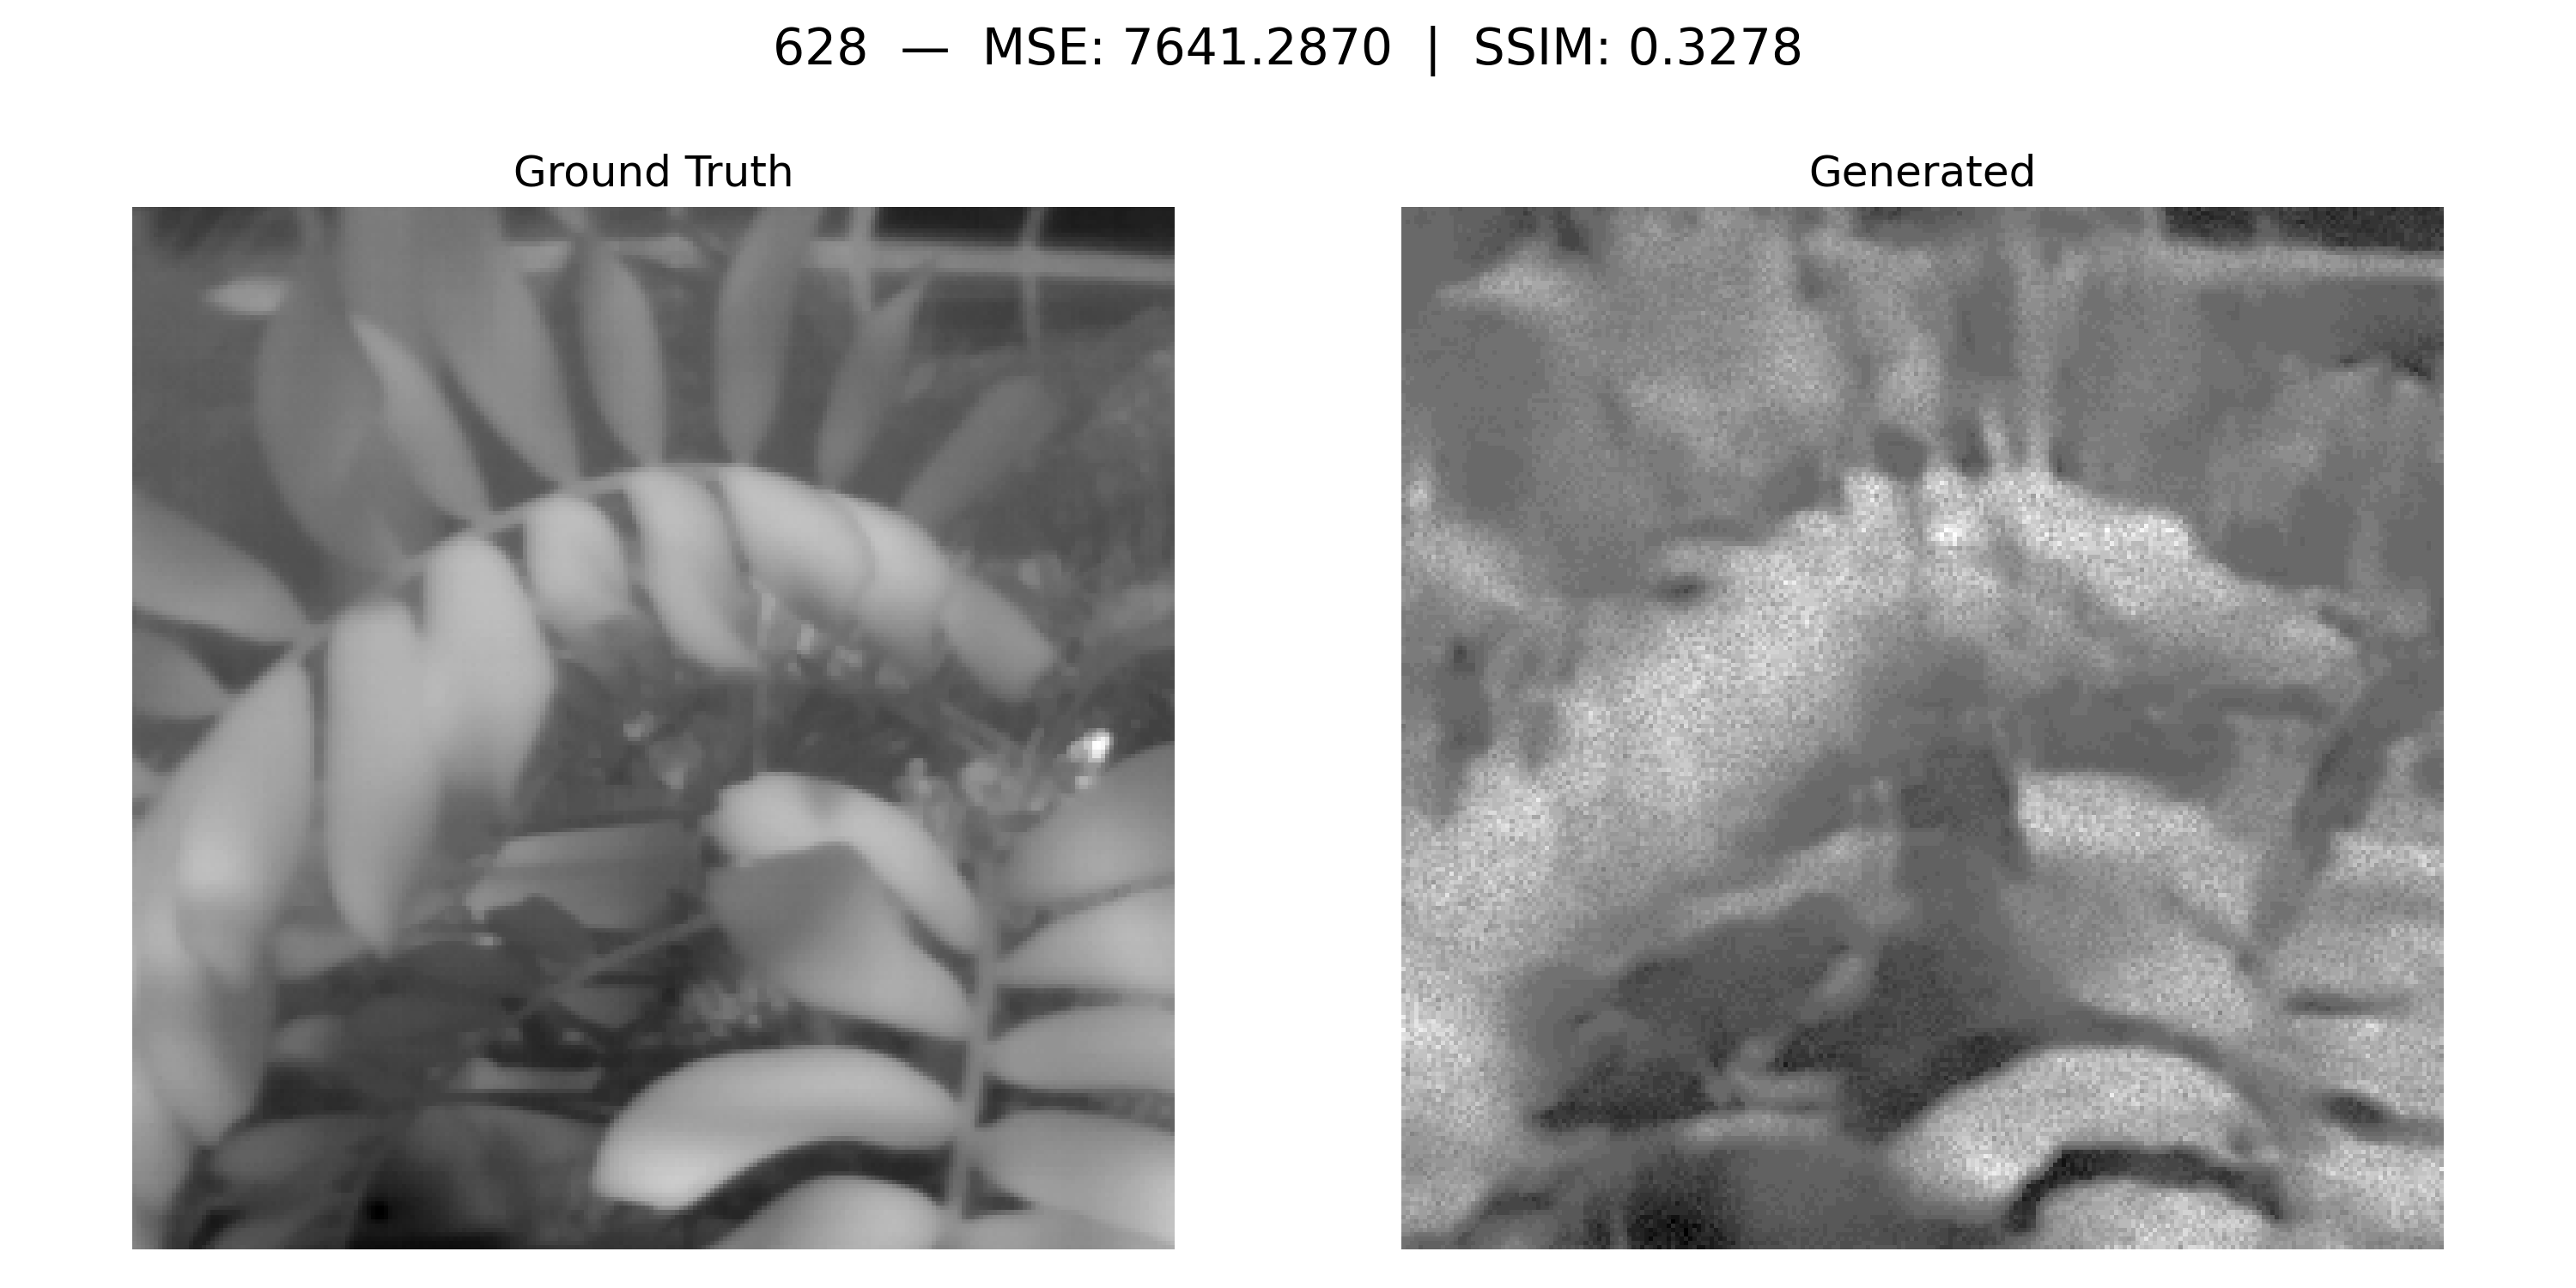 628 — MSE: 7641.2870 | SSIM: 0.3278
Ground Truth
Generated